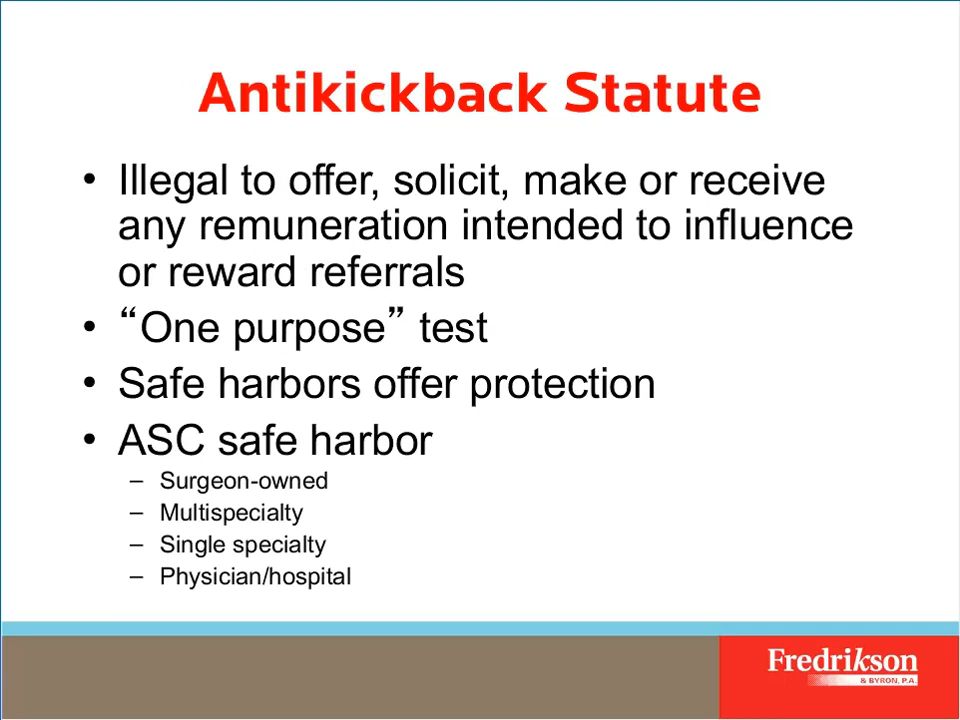 Antikickback Statute
• Illegal to offer, solicit, make or receive
any remuneration intended to influence
or reward referrals
• “One purpose” test
• Safe harbors offer protection
• ASC safe harbor
– Surgeon-owned
– Multispecialty
– Single specialty
– Physician/hospital
Fredrikson
& BYRON, P.A.